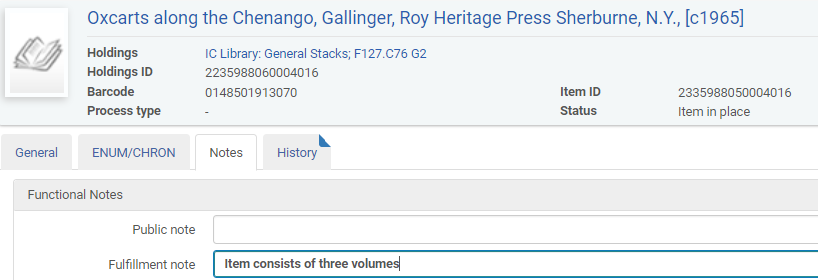 Oxcarts along the Chenango, Gallinger, Roy Heritage Press Sherburne, N.Y., [c1965]
Holdings IC Library: General Stacks; F127.C76 G2
Holdings ID 2235988060004016
Barcode 0148501913070 Item ID 2335988050004016
Process type - Status Item in place
General ENUM/CHRON Notes History
Functional Notes
Public note
Fulfillment note Item consists of three volumes